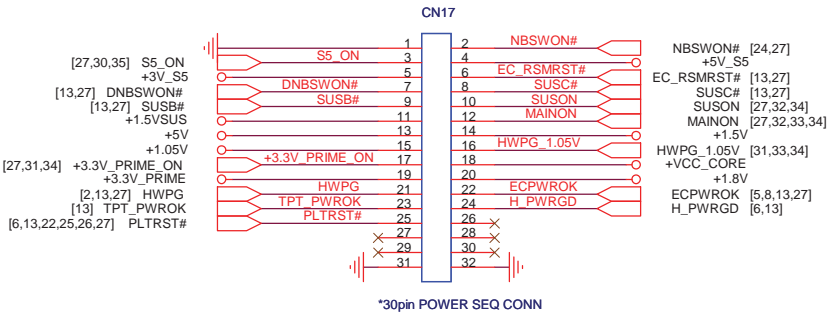 CN17
1 2 NBSWON# NBSWON# [24,27]
[27,30,35] S5_ON S5_ON 3 4 +5V_S5
+3V_S5 5 6 EC_RSMRST# EC_RSMRST# [13,27]
[13,27] DNBSWON# DNBSWON# 7 8 SUSC# SUSC# [13,27]
[13,27] SUSB# SUSB# 9 10 SUSON SUSON [27,32,34]
+1.5VSUS 11 12 MAINON MAINON [27,32,33,34]
+5V 13 14 +1.5V
+1.05V 15 16 HWPG_1.05V HWPG_1.05V [31,33,34]
[27,31,34] +3.3V_PRIME_ON +3.3V_PRIME_ON 17 18 +VCC_CORE
+3.3V_PRIME 19 20 +1.8V
[2,13,27] HWPG HWPG 21 22 ECPWROK ECPWROK [5,8,13,27]
[13] TPT_PWROK TPT_PWROK 23 24 H_PWRGD H_PWRGD [6,13]
[6,13,22,25,26,27] PLTRST# PLTRST# 25 26
27 28
29 30
31 32
*30pin POWER SEQ CONN